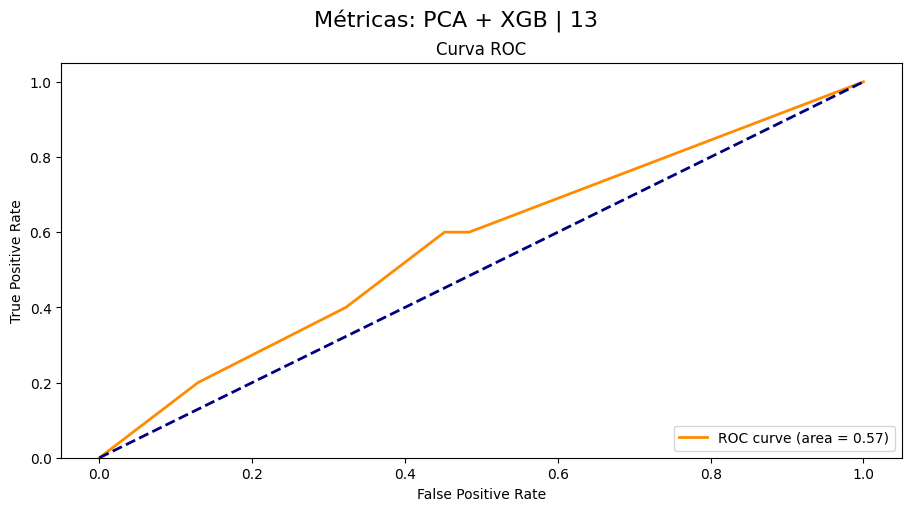 Métricas: PCA + XGB | 13
Curva ROC
True Positive Rate
1.0
0.8
0.6
0.4
0.2
0.0
0.0 0.2 0.4 0.6 0.8 1.0
False Positive Rate
ROC curve (area = 0.57)